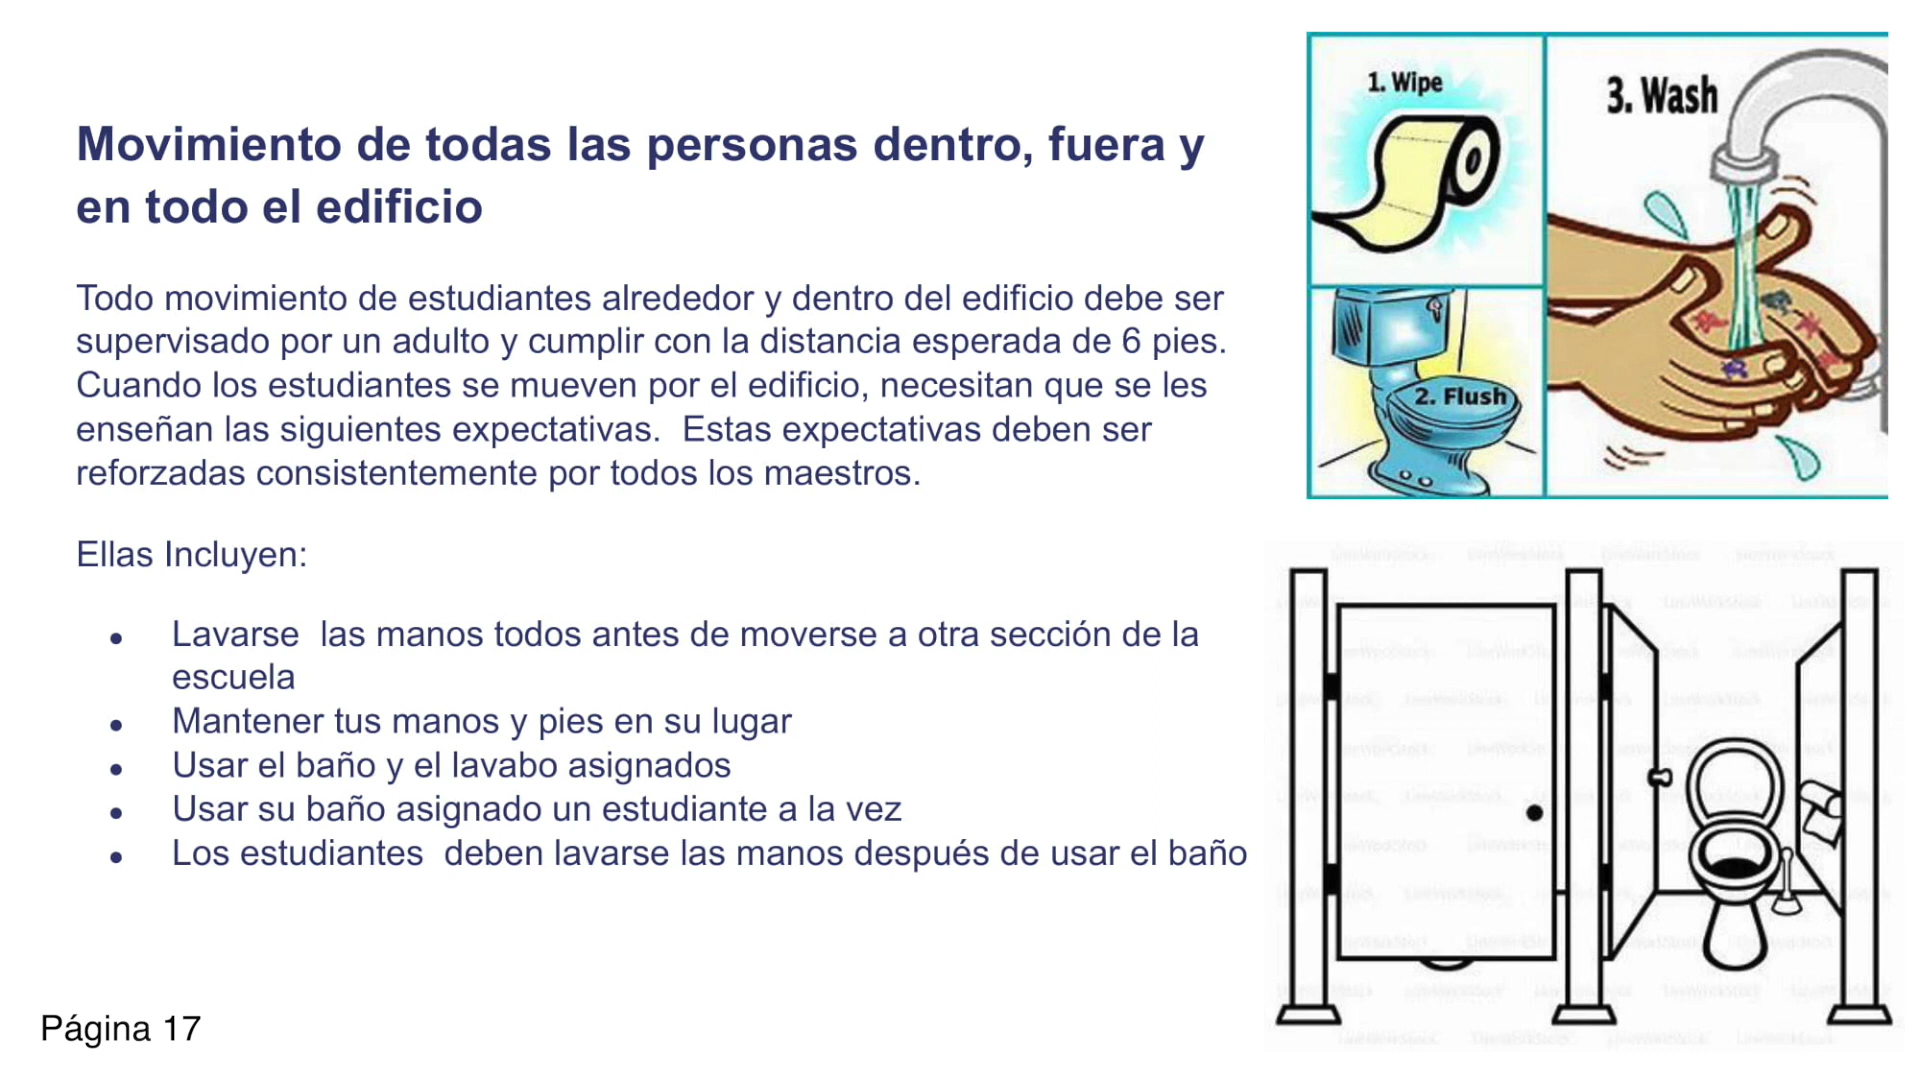 Movimiento de todas las personas dentro, fuera y
en todo el edificio
Todo movimiento de estudiantes alrededor y dentro del edificio debe ser
supervisado por un adulto y cumplir con la distancia esperada de 6 pies.
Cuando los estudiantes se mueven por el edificio, necesitan que se les
enseñan las siguientes expectativas.  Estas expectativas deben ser
reforzadas consistentemente por todos los maestros.
Ellas Incluyen:
● Lavarse  las manos todos antes de moverse a otra sección de la
escuela
● Mantener tus manos y pies en su lugar
● Usar el baño y el lavabo asignados
● Usar su baño asignado un estudiante a la vez
● Los estudiantes  deben lavarse las manos después de usar el baño
Página 17
1. Wipe
2. Flush
3. Wash